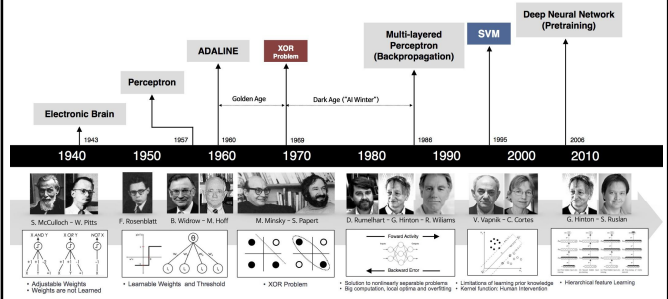 Deep Neural Network
(Pretraining)
Multi-layered
Perceptron
(Backpropagation)
SVM
ADALINE
XOR
Problem
Perceptron
Golden Age
Dark Age ("AI Winter")
Electronic Brain
1943
1957
1960
1969
1986
1995
2006
1940
1950
1960
1970
1980
1990
2000
2010
S. McCulloch – W. Pitts
F. Rosenblatt
B. Widrow – M. Hoff
M. Minsky – S. Papert
D. Rumelhart – G. Hinton – R. Wiliams
V. Vapnik – C. Cortes
G. Hinton – S. Ruslan
X AND Y
X OR Y
NOT X
Foward Activity
Backward Error
• Adjustable Weights
• Weights are not Learned
• Learnable Weights and Threshold
• XOR Problem
• Solution to nonlinearly separable problems
• Big computation, local optima and overfitting
• Limitations of learning prior knowledge
• Kernel function: Human Intervention
• Hierarchical feature Learning